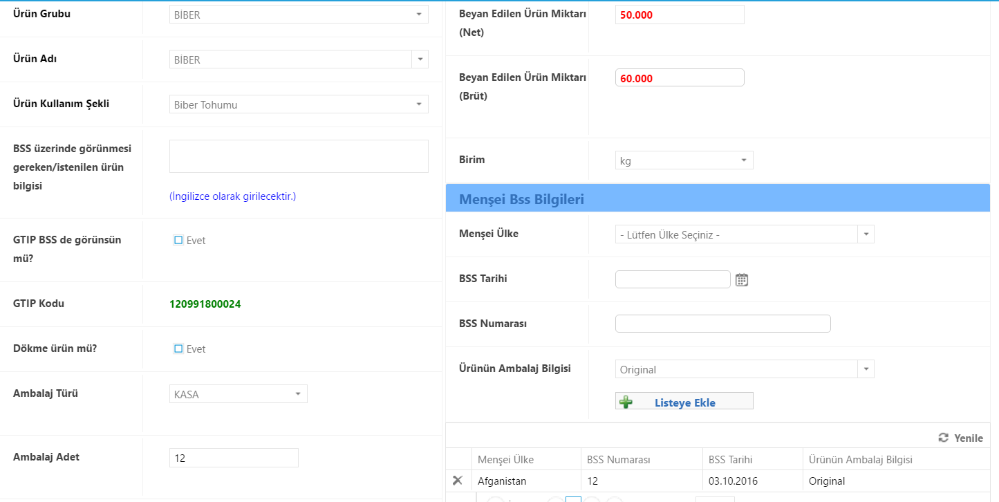 Ürün Grubu
BİBER
Ürün Adı
BİBER
Ürün Kullanım Şekli
Biber Tohumu
BSS üzerinde görünmesi
gereken/istenilen ürün
bilgisi
(İngilizce olarak girilecektir.)
GTIP BSS de görünsün
mü?
Evet
GTIP Kodu
120991800024
Dökme ürün mü?
Evet
Ambalaj Türü
KASA
Ambalaj Adet
12
Beyan Edilen Ürün Miktarı
(Net)
50.000
Beyan Edilen Ürün Miktarı
(Brüt)
60.000
Birim
kg
Menşei Bss Bilgileri
Menşei Ülke
- Lütfen Ülke Seçiniz -
BSS Tarihi
BSS Numarası
Ürünün Ambalaj Bilgisi
Original
Listeye Ekle
Yenile
Menşei Ülke BSS Numarası BSS Tarihi Ürünün Ambalaj Bilgisi
Afganistan 12 03.10.2016 Original